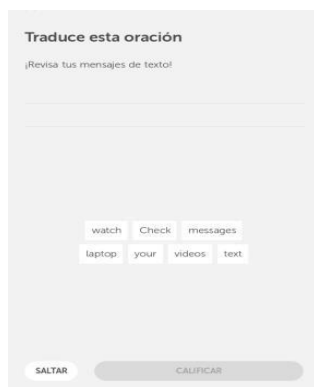 Traduce esta oración
¡Revisa tus mensajes de texto!
watch Check messages
laptop your videos text
SALTAR CALIFICAR